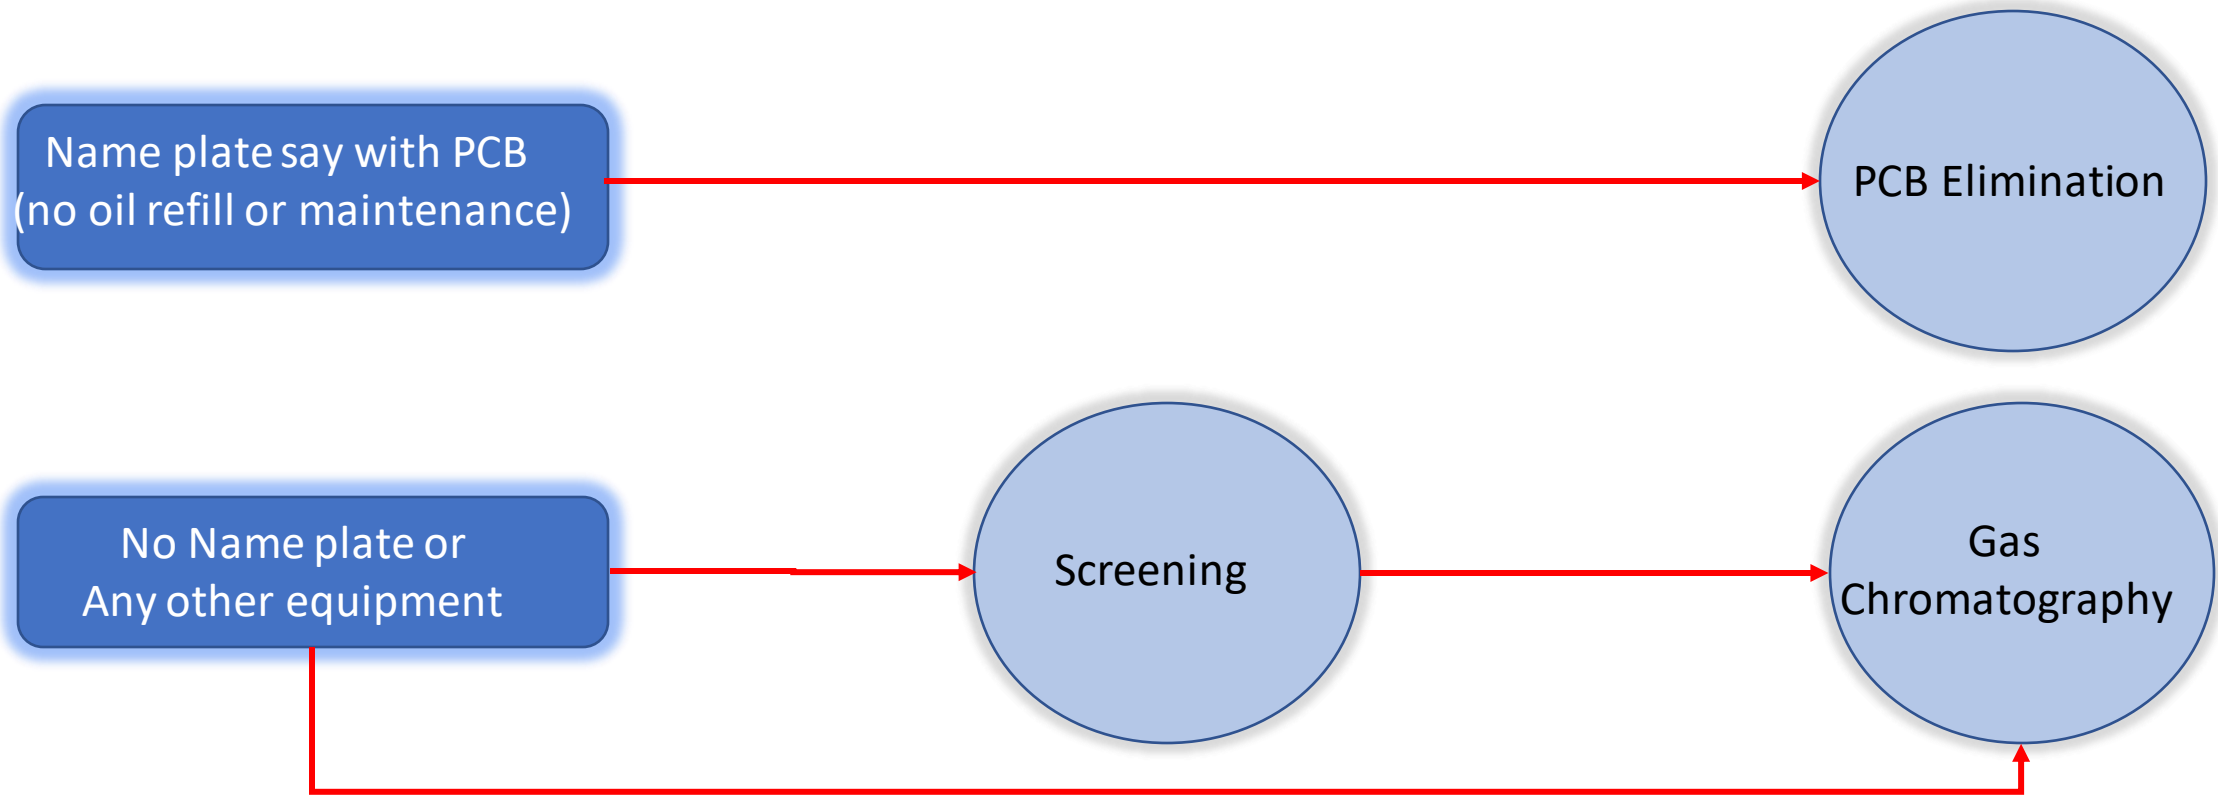 Name plate say with PCB
(no oil refill or maintenance)
PCB Elimination
No Name plate or
Any other equipment
Screening
Gas
Chromatography